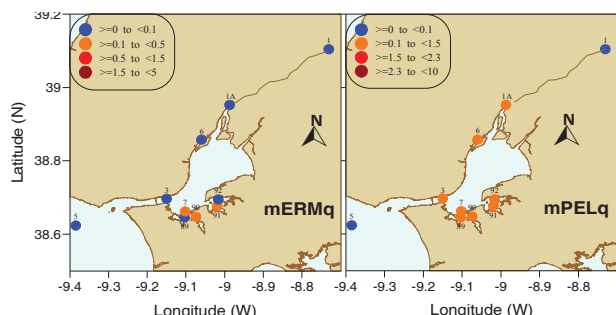 39.2
39
38.8
38.6
Latitude (N)
>=0 to <0.1
>=0.1 to <0.5
>=0.5 to <1.5
>=1.5 to <5
1
1A
6
N
3
7
90
92
91
89
5
mERMq
-9.4 -9.3 -9.2 -9.1 -9 -8.9 -8.8
Longitude (W)
>=0 to <0.1
>=0.1 to <1.5
>=1.5 to <2.3
>=2.3 to <10
1
1A
6
N
3
7
90
92
91
89
5
mPELq
-9.4 -9.3 -9.2 -9.1 -9 -8.9 -8.8
Longitude (W)